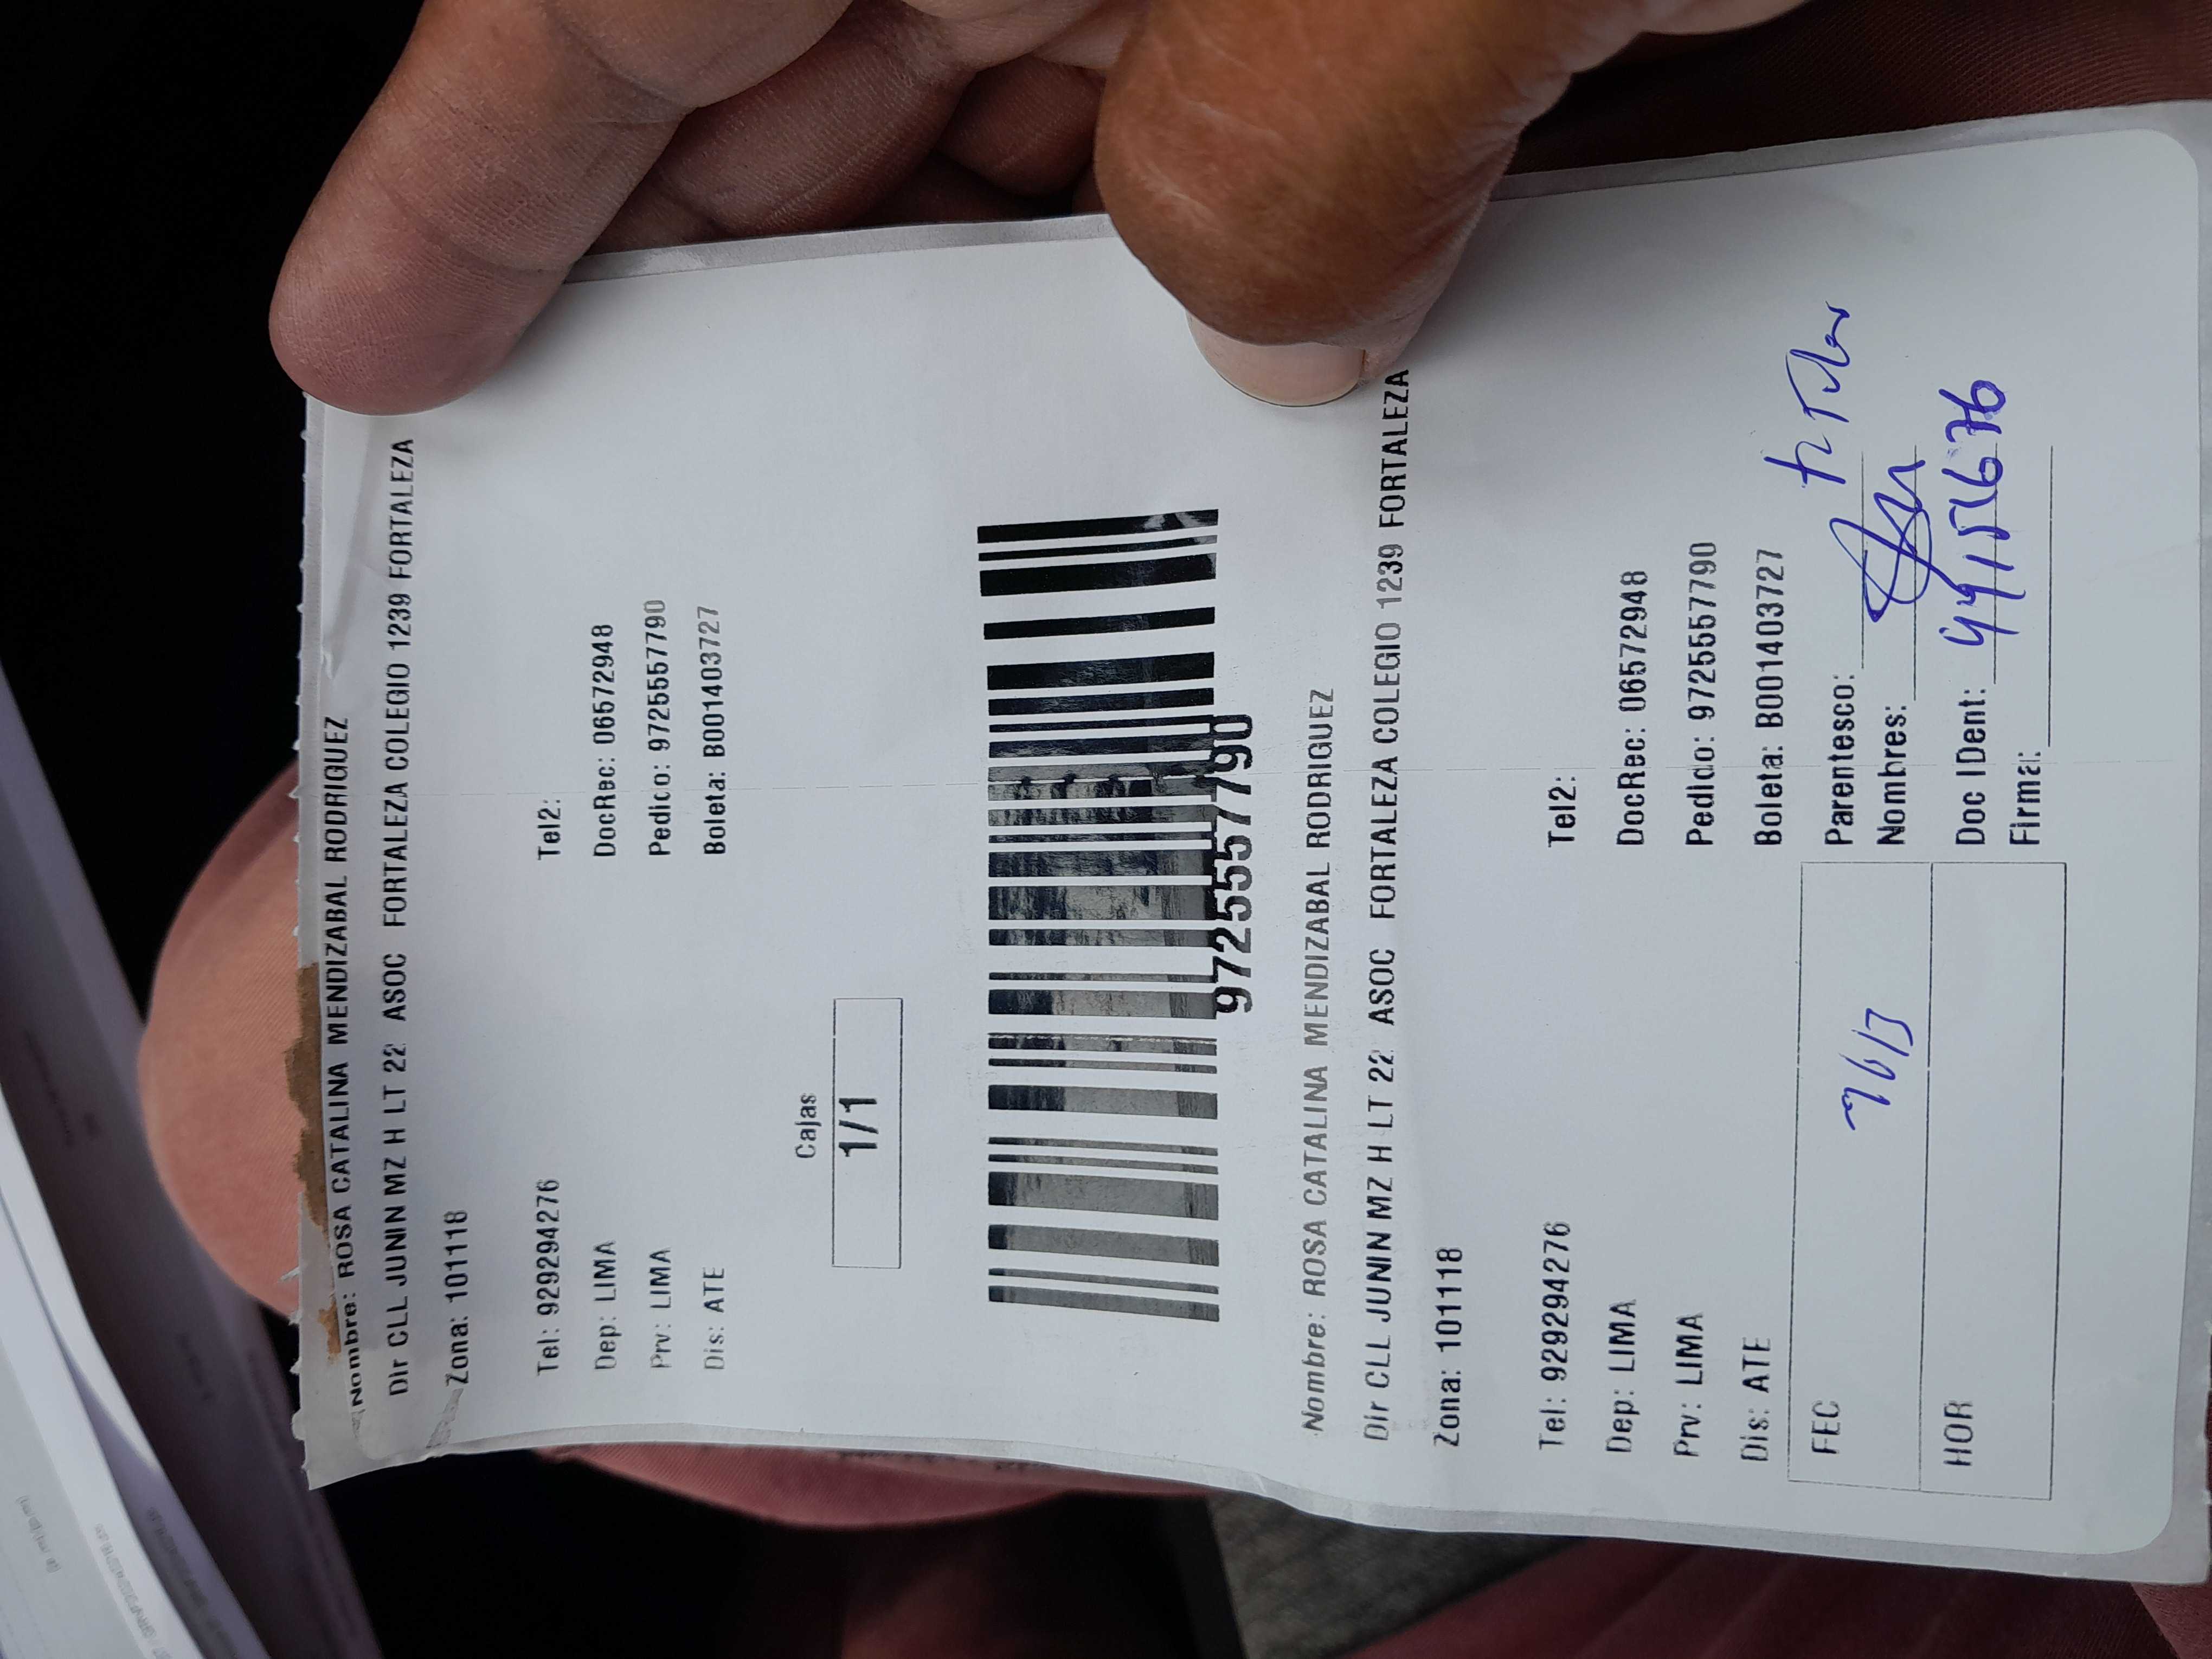 Nombre: ROSA CATALINA MENDIZABAL RODRIGUEZ
Dir CLL JUNIN MZ H LT 22 ASOC FORTALEZA COLEGIO 1239 FORTALEZA
Zona: 101118
Tel: 929294276 Tel2:
Dep: LIMA DocRec: 06572948
Prv: LIMA Pedido: 9725557790
Dis: ATE Boleta: B001403727
Cajas
1/1
9725557790
Nombre: ROSA CATALINA MENDIZABAL RODRIGUEZ
Dir CLL JUNIN MZ H LT 22 ASOC FORTALEZA COLEGIO 1239 FORTALEZA
Zona: 101118
Tel: 929294276 Tel2:
Dep: LIMA DocRec: 06572948
Prv: LIMA Pedido: 9725557790
Dis: ATE Boleta: B001403727
FEC Parentesco:
Nombres:
HOR Doc IDent:
Firma: